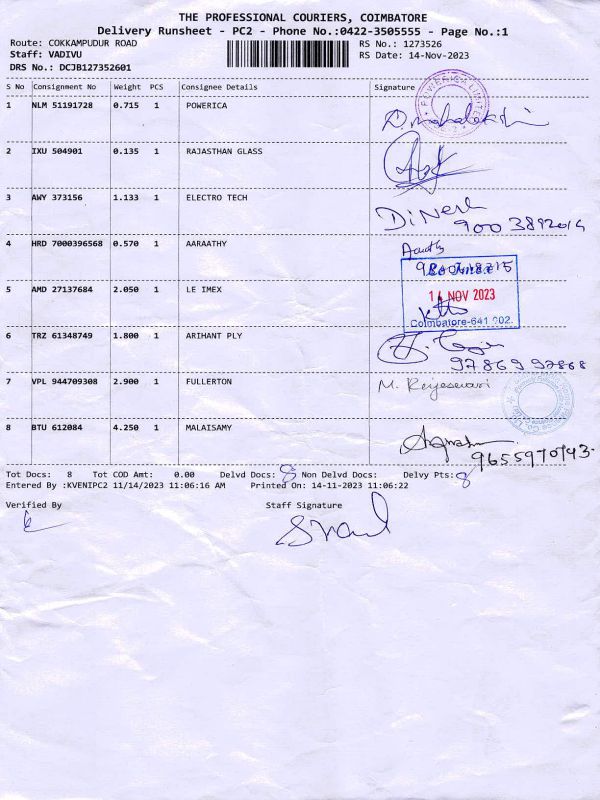 THE PROFESSIONAL COURIERS, COIMBATORE
Delivery Runsheet - PC2 - Phone No.:0422-3505555 - Page No.:1
Route: COKKAMPUDUR ROAD RS No.: 1273526
Staff: VADIVU RS Date: 14-Nov-2023
DRS No.: DCJB127352601
S No Consignment No Weight PCS Consignee Details Signature
POWERICA LIMITED
1 NLM 51191728 0.715 1 POWERICA
2 IXU 504901 0.135 1 RAJASTHAN GLASS
3 AWY 373156 1.133 1 ELECTRO TECH DiNesh
900 3892014
4 HRD 7000396568 0.570 1 AARAATHY
5 AMD 27137684 2.050 1 LE IMEX 14 NOV 2023
Coimbatore-641 002.
6 TRZ 61348749 1.800 1 ARIHANT PLY
97869 97868
7 VPL 944709308 2.900 1 FULLERTON M.
8 BTU 612084 4.250 1 MALAISAMY
9655970743
Tot Docs: 8 Tot COD Amt: 0.00 Delvd Docs: 8 Non Delvd Docs: Delvy Pts: 8
Entered By :KVENIPC2 11/14/2023 11:06:16 AM Printed On: 14-11-2023 11:06:22
Verified By Staff Signature